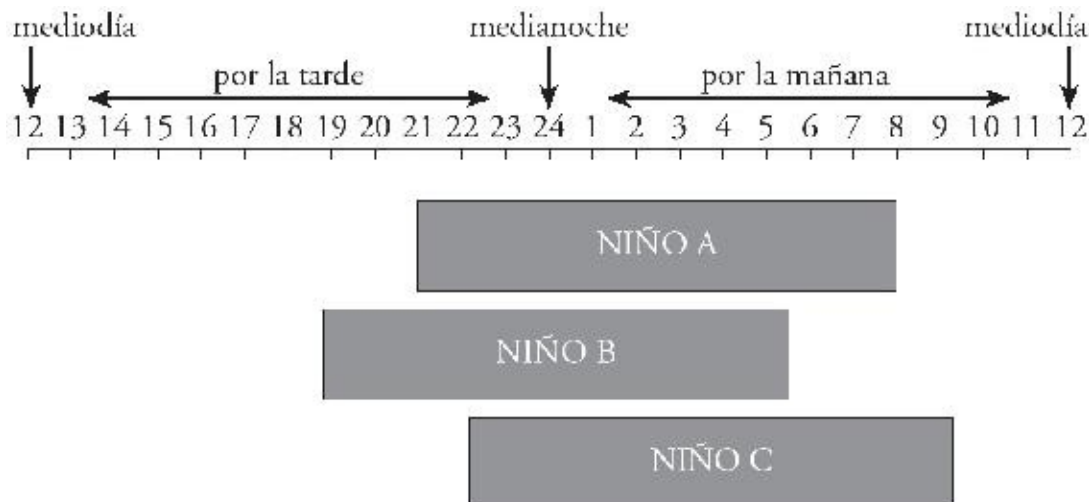 mediodía medianoche mediodía
por la tarde por la mañana
12 13 14 15 16 17 18 19 20 21 22 23 24 1 2 3 4 5 6 7 8 9 10 11 12
NIÑO A
NIÑO B
NIÑO C